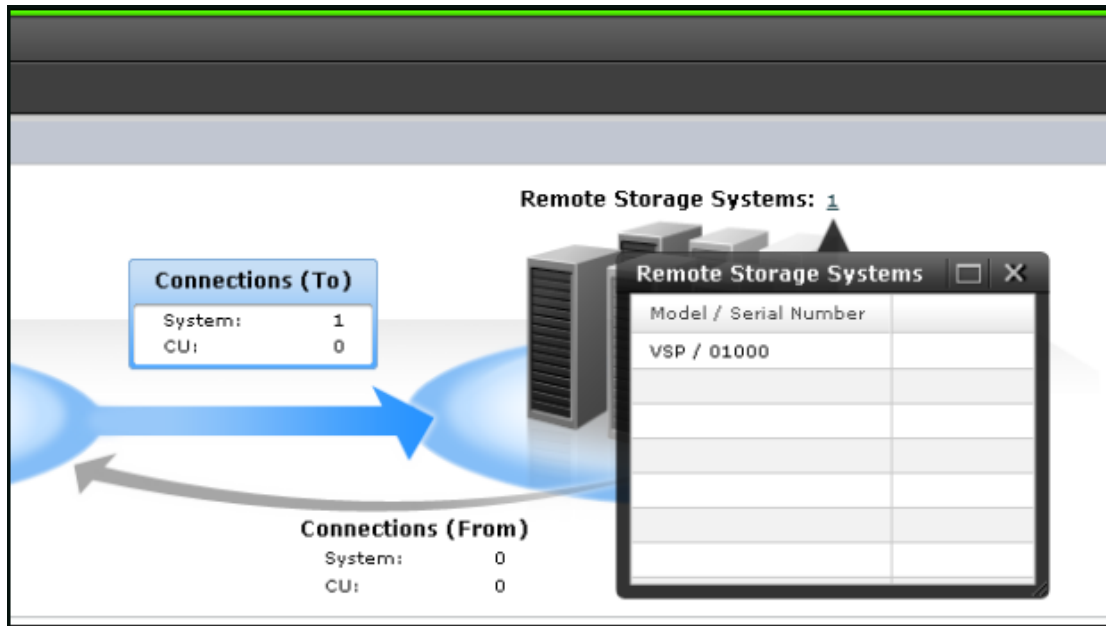 Remote Storage Systems: 1
Connections (To)
System: 1
CU: 0
Remote Storage Systems
Model / Serial Number
VSP / 01000
Connections (From)
System: 0
CU: 0